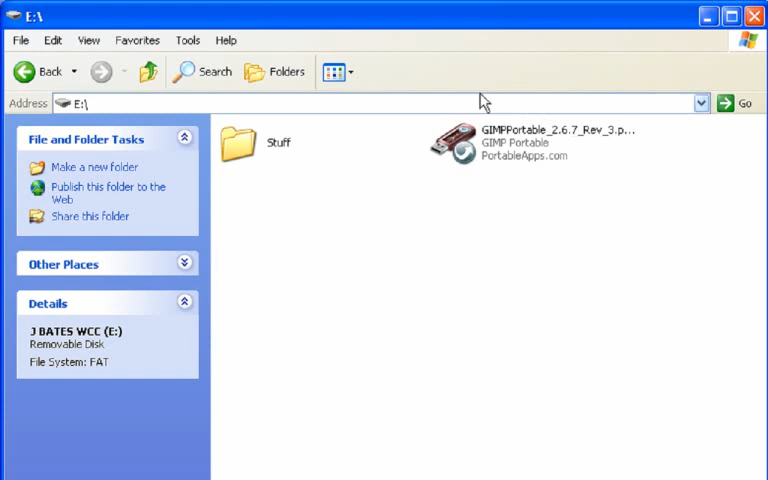 E:\
File Edit View Favorites Tools Help
Back Search Folders
Address E:\ Go
File and Folder Tasks
Make a new folder
Publish this folder to the
Web
Share this folder
Other Places
Details
J BATES WCC (E:)
Removable Disk
File System: FAT
Stuff
GIMPPortable_2.6.7_Rev_3.p...
GIMP Portable
PortableApps.com